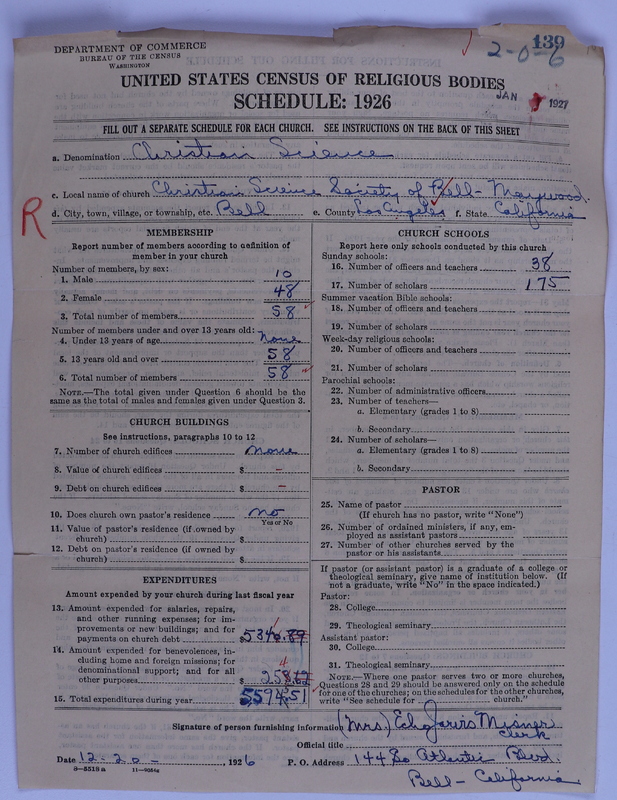 139
2-0-6
DEPARTMENT OF COMMERCE
BUREAU OF THE CENSUS
WASHINGTON
UNITED STATES CENSUS OF RELIGIOUS BODIES
SCHEDULE: 1926
JAN 1927
FILL OUT A SEPARATE SCHEDULE FOR EACH CHURCH. SEE INSTRUCTIONS ON THE BACK OF THIS SHEET
a. Denomination Christian Science
c. Local name of church Christian Science Society of Bell-Maywood.
R
d. City, town, village, or township, etc. Bell e. County Los Angeles f. State California
MEMBERSHIP
Report number of members according to definition of
member in your church
Number of members, by sex:
1. Male 10
2. Female 48
3. Total number of members 58
Number of members under and over 13 years old:
4. Under 13 years of age none
5. 13 years old and over 58
6. Total number of members 58
NOTE.—The total given under Question 6 should be
same as the total of males and females given under Question 3.
CHURCH BUILDINGS
See instructions, paragraphs 10 to 12
7. Number of church edifices none
8. Value of church edifices $ –
9. Debt on church edifices $ –
10. Does church own pastor's residence no
Yes or No
11. Value of pastor's residence (if owned by
church) $
12. Debt on pastor's residence (if owned by
church) $
EXPENDITURES
Amount expended by your church during last fiscal year
13. Amount expended for salaries, repairs,
and other running expenses; for im-
provements or new buildings; and for
payments on church debt $
14. Amount expended for benevolences, in-
cluding home and foreign missions; for
denominational support; and for all
other purposes $
15. Total expenditures during year
CHURCH SCHOOLS
Report here only schools conducted by this church
Sunday schools:
16. Number of officers and teachers 38
17. Number of scholars 175
Summer vacation Bible schools:
18. Number of officers and teachers
19. Number of scholars
Week-day religious schools:
20. Number of officers and teachers
21. Number of scholars
Parochial schools:
22. Number of administrative officers
23. Number of teachers—
a. Elementary (grades 1 to 8)
b. Secondary
24. Number of scholars—
a. Elementary (grades 1 to 8)
b. Secondary
PASTOR
25. Name of pastor
(If church has no pastor, write "None")
26. Number of ordained ministers, if any, em-
ployed as assistant pastors
27. Number of other churches served by the
pastor or his assistants
If pastor (or assistant pastor) is a graduate of a college or
theological seminary, give name of institution below. (If
not a graduate, write "No" in the space indicated.)
Pastor:
28. College
29. Theological seminary
Assistant pastor:
30. College
31. Theological seminary
NOTE.—Where one pastor serves two or more churches,
Questions 28 and 29 should be answered only on the schedule
for one of the churches; on the schedules for the other churches,
write "See schedule for church."
Signature of person furnishing information (Mrs.) Jarvis Misner
Clerk
Official title
Date 12-20-, 1926 P. O. Address 144 So Atlantic Blvd.
8-5518a 11-9054
Bell-California